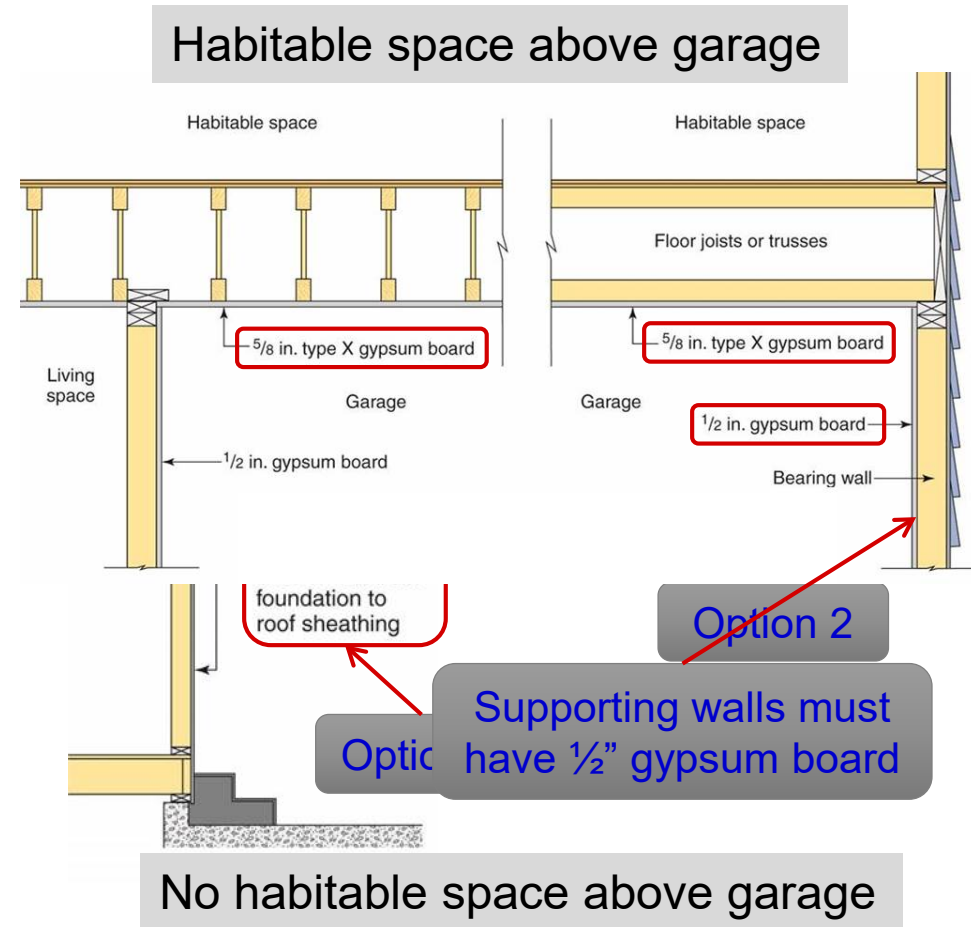 Habitable space above garage
Habitable space
Habitable space
Floor joists or trusses
5/8 in. type X gypsum board
5/8 in. type X gypsum board
Living
space
Garage
Garage
1/2 in. gypsum board
1/2 in. gypsum board
Bearing wall
foundation to
roof sheathing
Option 2
Optio
Supporting walls must
have ½” gypsum board
No habitable space above garage